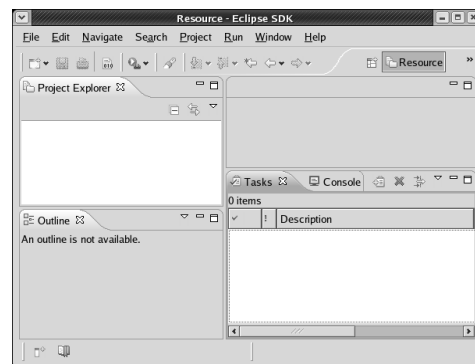 Resource - Eclipse SDK
File Edit Navigate Search Project Run Window Help
Resource »
Project Explorer
Tasks Console
0 items
! Description
Outline
An outline is not available.